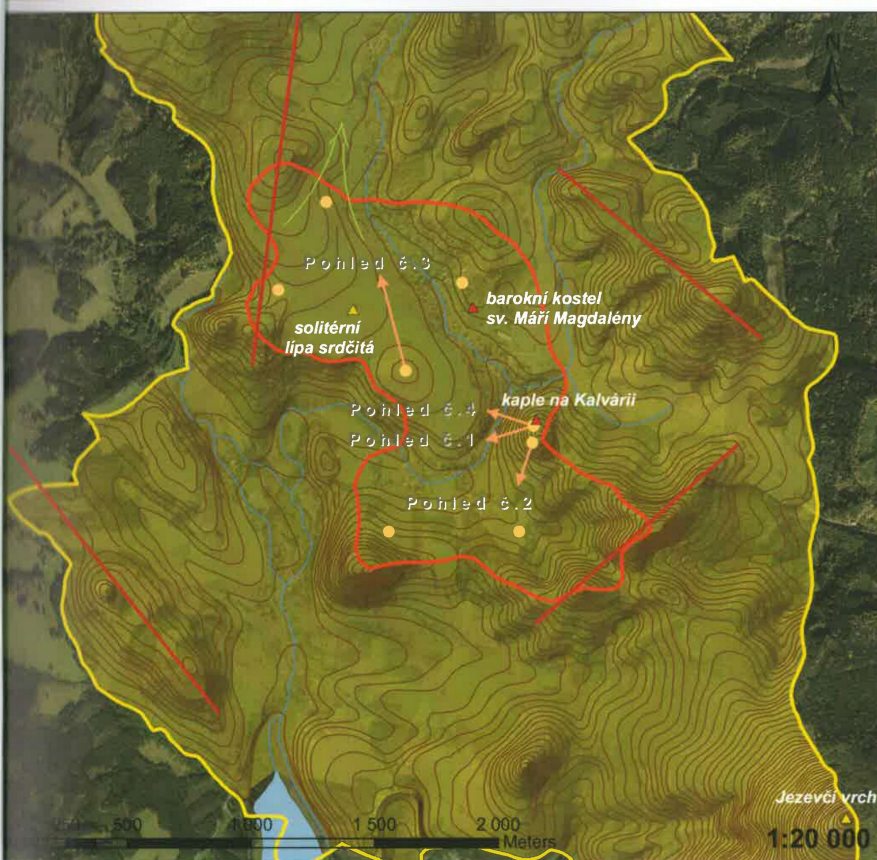 N
Pohled č.3
barokní kostel
sv. Máří Magdalény
solitérní
lípa srdčitá
kaple na Kalvárii
Pohled č.4
Pohled č.1
Pohled č.2
Jezevčí vrch
250 500 1 000 1 500 2 000
Meters
1:20 000